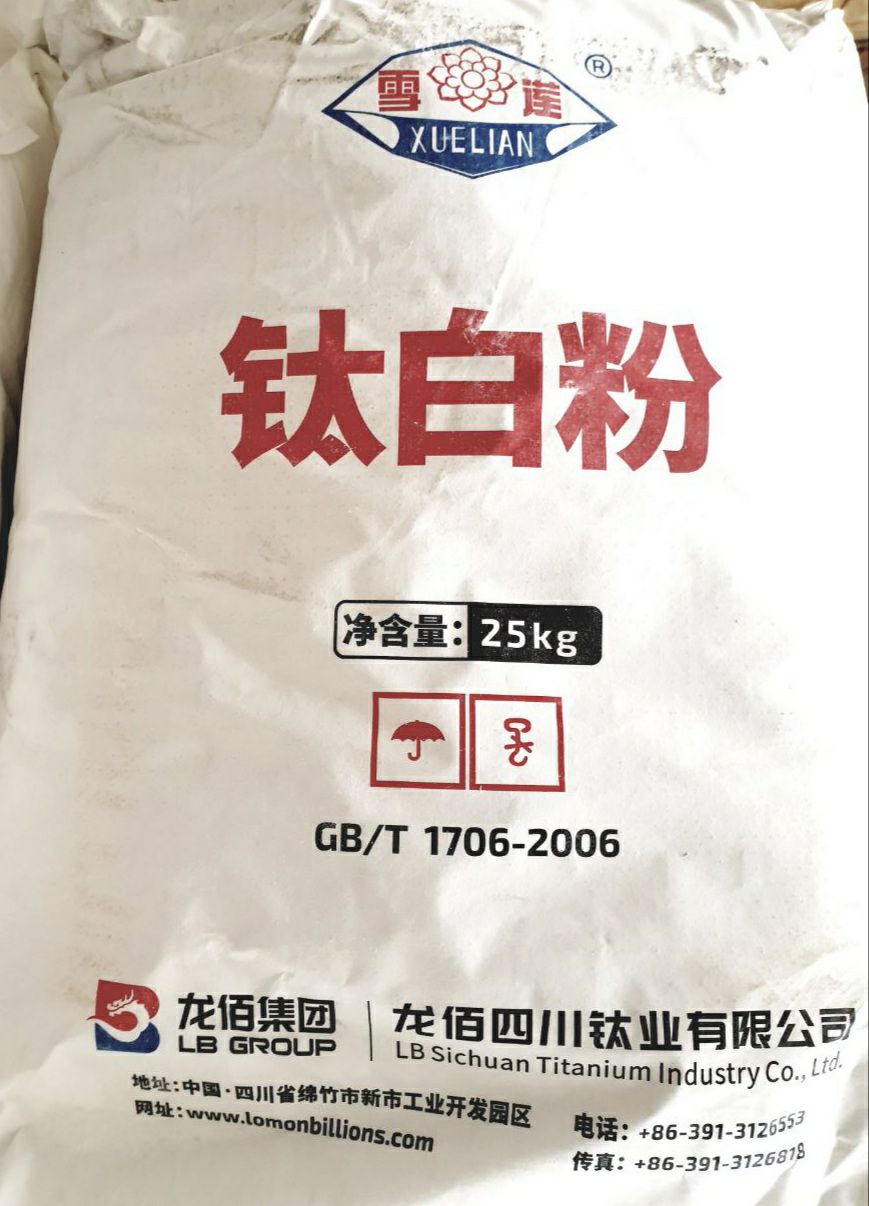 雪莲 ®
XUELIAN
钛白粉
净含量：25kg
GB/T 1706-2006
龙佰集团 龙佰四川钛业有限公司
LB GROUP LB Sichuan Titanium Industry Co., Ltd.
地址：中国·四川省绵竹市新市工业开发园区
网址：www.lomonbillions.com
电话：+86-391-3126553
传真：+86-391-3126818